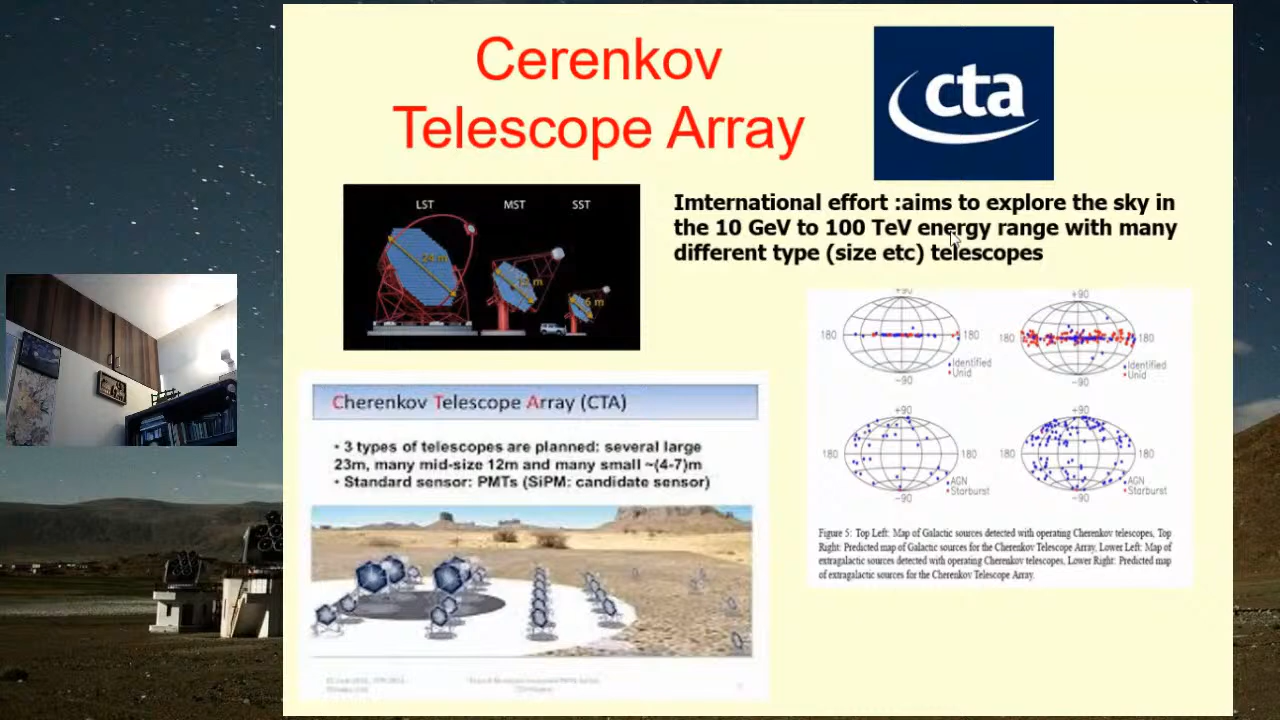 Cerenkov
Telescope Array
cta
LST MST SST
24 m
6 m
Imternational effort :aims to explore the sky in
the 10 GeV to 100 TeV energy range with many
different type (size etc) telescopes
+90
+90
180
180
180
180
Identified
Unid
Identified
Unid
−90
−90
+90
+90
180
180
180
180
AGN
Starburst
AGN
Starburst
−90
−90
Figure 5: Top Left: Map of Galactic sources detected with operating Cherenkov telescopes, Top
Right: Predicted map of Galactic sources for the Cherenkov Telescope Array, Lower Left: Map of
extragalactic sources detected with operating Cherenkov telescopes, Lower Right: Predicted map
of extragalactic sources for the Cherenkov Telescope Array.
Cherenkov Telescope Array (CTA)
• 3 types of telescopes are planned: several large
23m, many mid-size 12m and many small ~(4-7)m
• Standard sensor: PMTs (SiPM: candidate sensor)